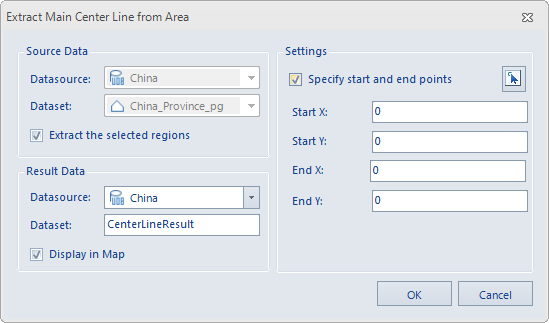 Extract Main Center Line from Area
Source Data
Datasource: China
Dataset: China_Province_pg
Extract the selected regions
Result Data
Datasource: China
Dataset: CenterLineResult
Display in Map
Settings
Specify start and end points
Start X: 0
Start Y: 0
End X: 0
End Y: 0
OK Cancel